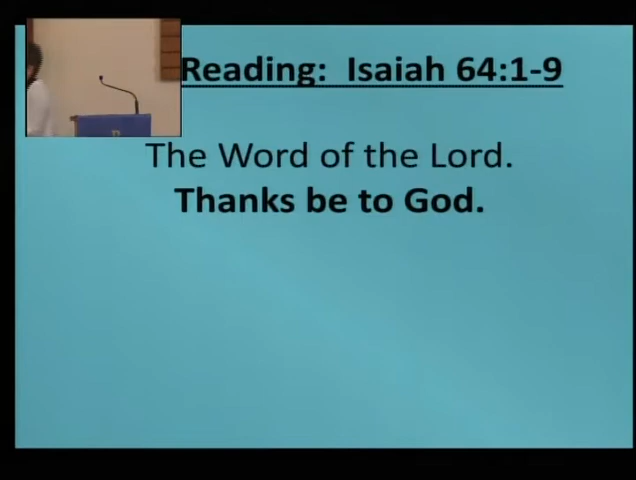 Reading: Isaiah 64:1-9
The Word of the Lord.
Thanks be to God.